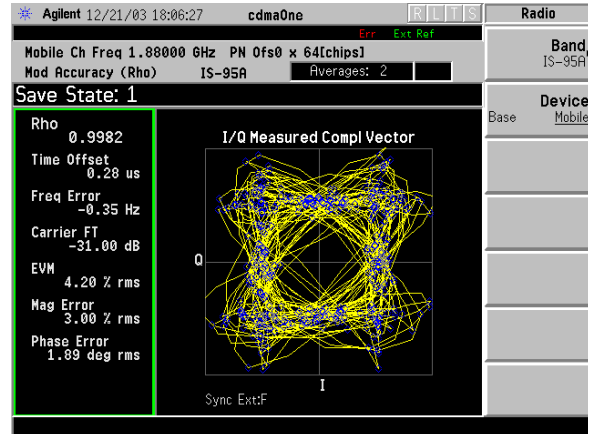 Agilent 12/21/03 18:06:27 cdmaOne R L T S Radio
Err Ext Ref
Mobile Ch Freq 1.88000 GHz PN Ofs0 x 64[chips]
Mod Accuracy (Rho) IS-95A Averages: 2
Band
IS-95A
Save State: 1
Device
Base Mobile
Rho
0.9982
I/Q Measured Compl Vector
Time Offset
0.28 us
Freq Error
-0.35 Hz
Carrier FT
-31.00 dB
EVM
4.20 % rms
Mag Error
3.00 % rms
Phase Error
1.89 deg rms
Q
I
Sync Ext:F